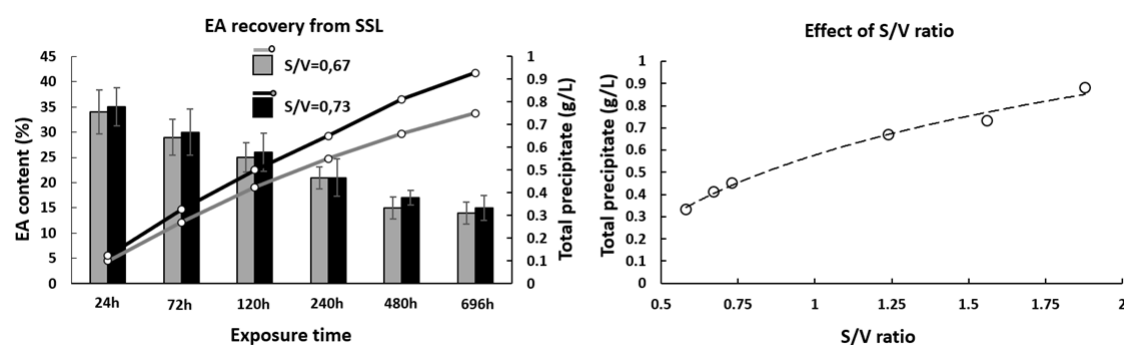 EA recovery from SSL
S/V=0,67
S/V=0,73
EA content (%)
45
40
35
30
25
20
15
10
5
0
1
0.9
0.8
0.7
0.6
0.5
0.4
0.3
0.2
0.1
0
Total precipitate (g/L)
24h 72h 120h 240h 480h 696h
Exposure time
Effect of S/V ratio
Total precipitate (g/L)
1
0.9
0.8
0.7
0.6
0.5
0.4
0.3
0.2
0.1
0
0.5 0.75 1 1.25 1.5 1.75 2
S/V ratio